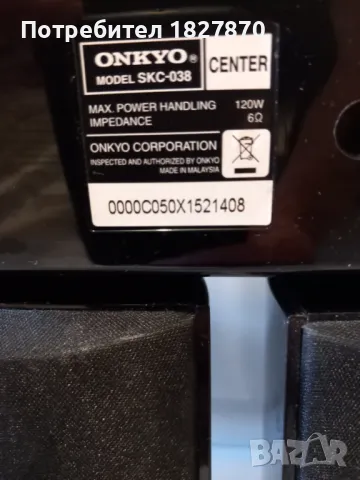 Потребител 1827870
ONKYO®
MODEL SKC-038
CENTER
MAX. POWER HANDLING 120W
IMPEDANCE 6Ω
ONKYO CORPORATION
INSPECTED AND AUTHORIZED BY ONKYO
MADE IN MALAYSIA
0000C050X1521408
BAZAR